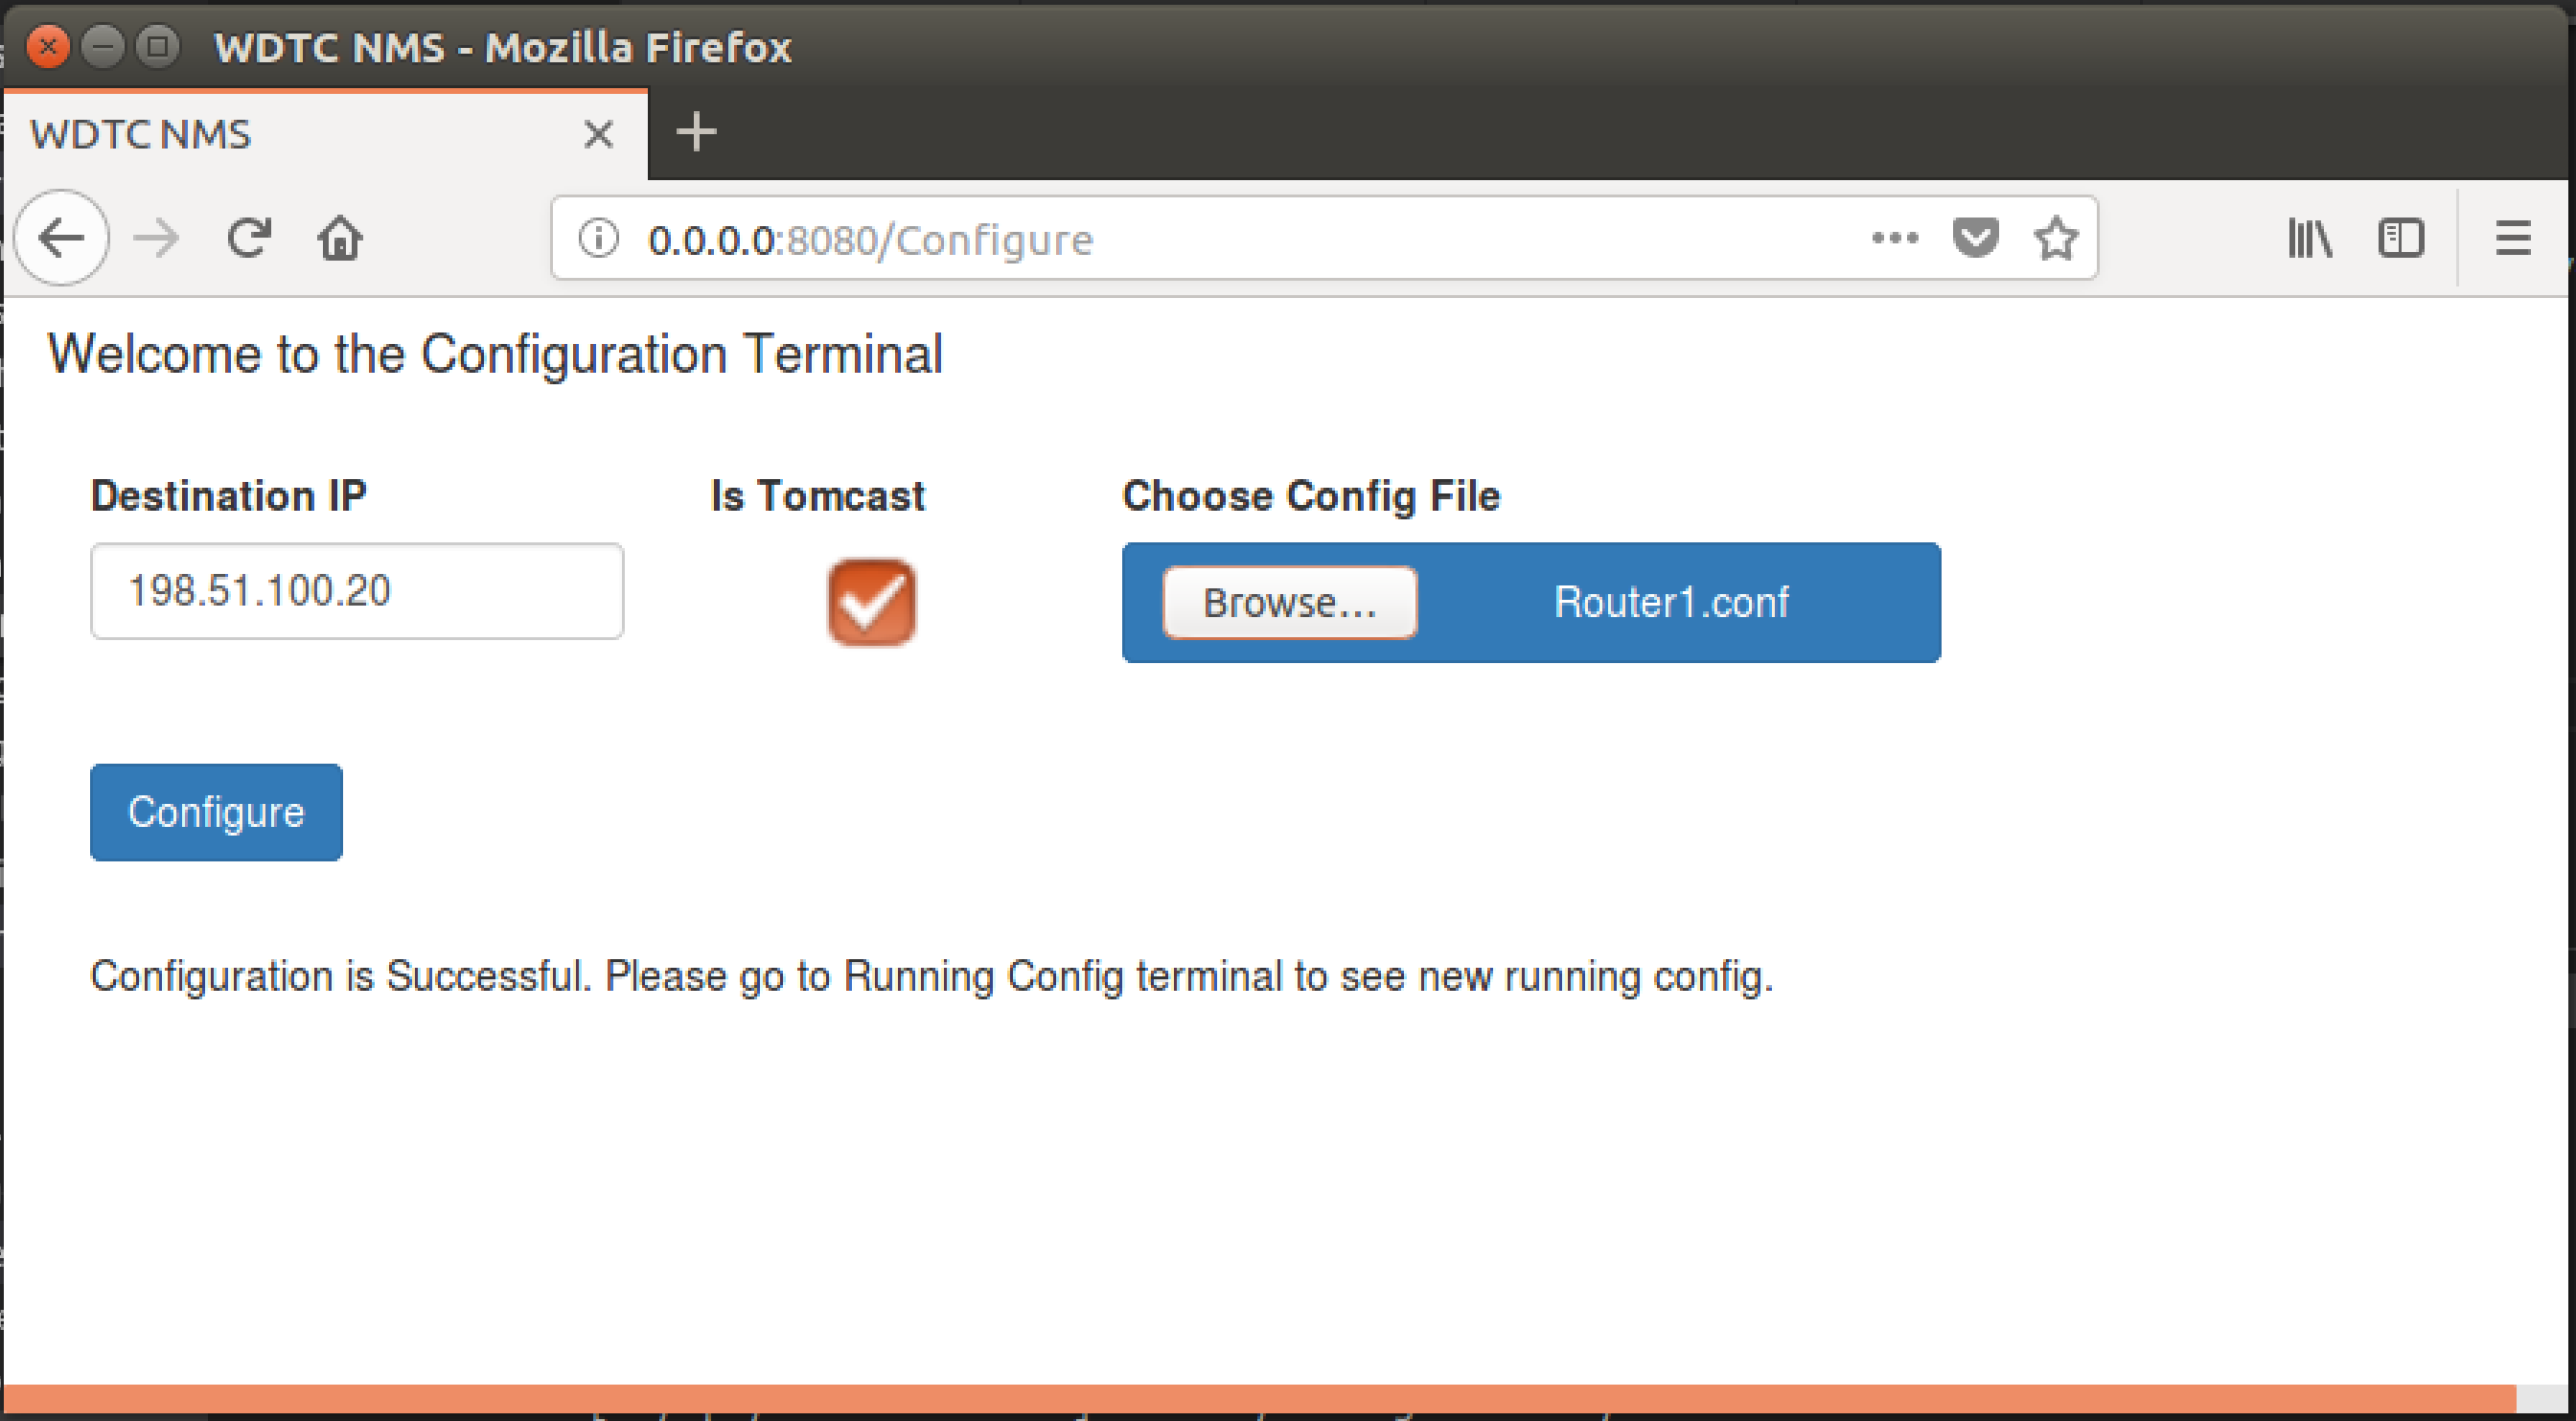 WDTC NMS - Mozilla Firefox
WDTC NMS
0.0.0.0:8080/Configure
Welcome to the Configuration Terminal
Destination IP Is Tomcast Choose Config File
198.51.100.20 Browse... Router1.conf
Configure
Configuration is Successful. Please go to Running Config terminal to see new running config.